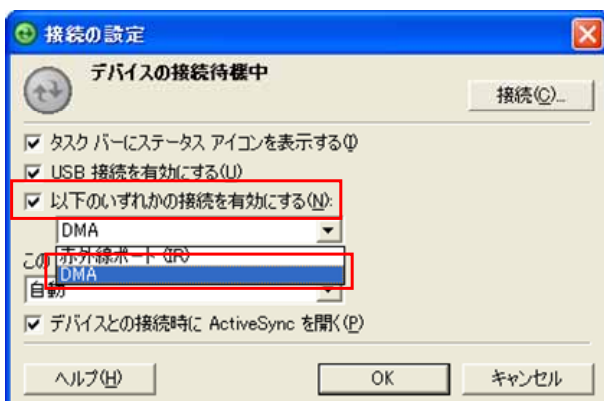 接続の設定
デバイスの接続待機中
接続(C)...
タスク バーにステータス アイコンを表示する(I)
USB 接続を有効にする(U)
以下のいずれかの接続を有効にする(N):
DMA
赤外線ポート (IR)
DMA
この
自動
デバイスとの接続時に ActiveSync を開く(P)
ヘルプ(H)
OK
キャンセル